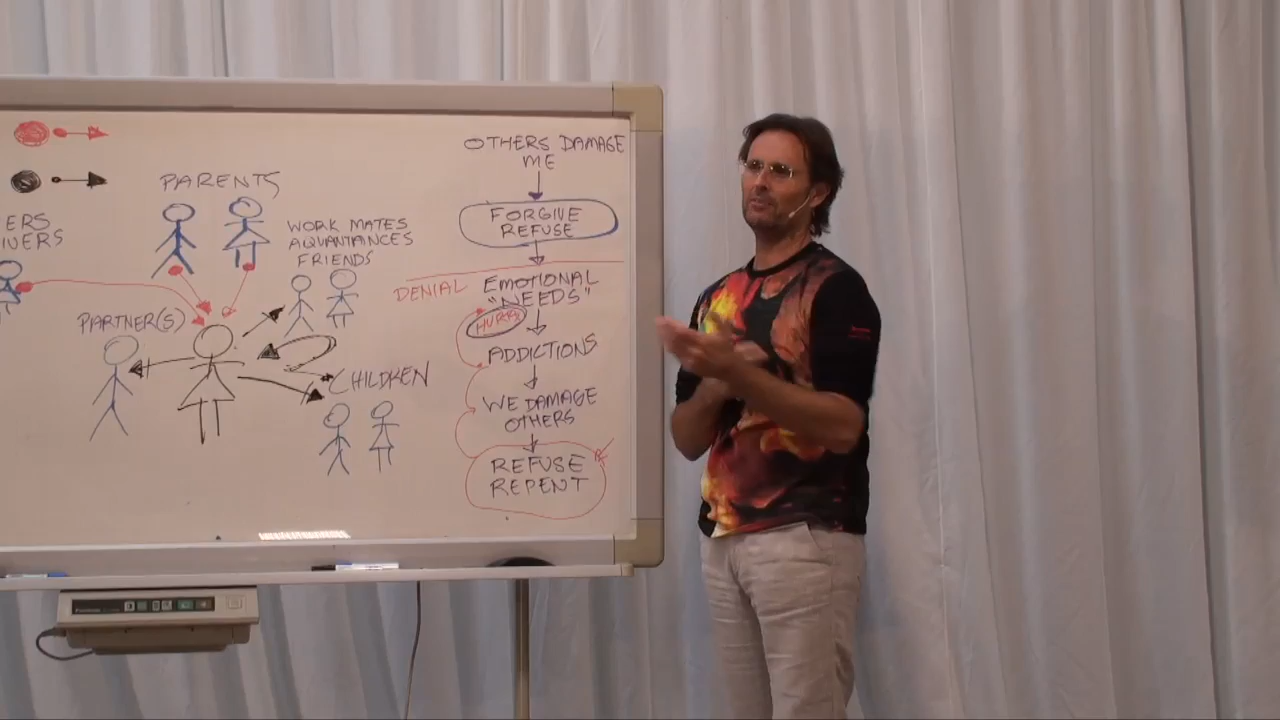 OTHERS DAMAGE
ME
PARENTS
FORGIVE
REFUSE
ERS
IVERS
WORK MATES
AQUANTANCES
FRIENDS
DENIAL
EMOTIONAL
"NEEDS"
PARTNER(S)
HURT
ADDICTIONS
CHILDREN
WE DAMAGE
OTHERS
REFUSE
REPENT